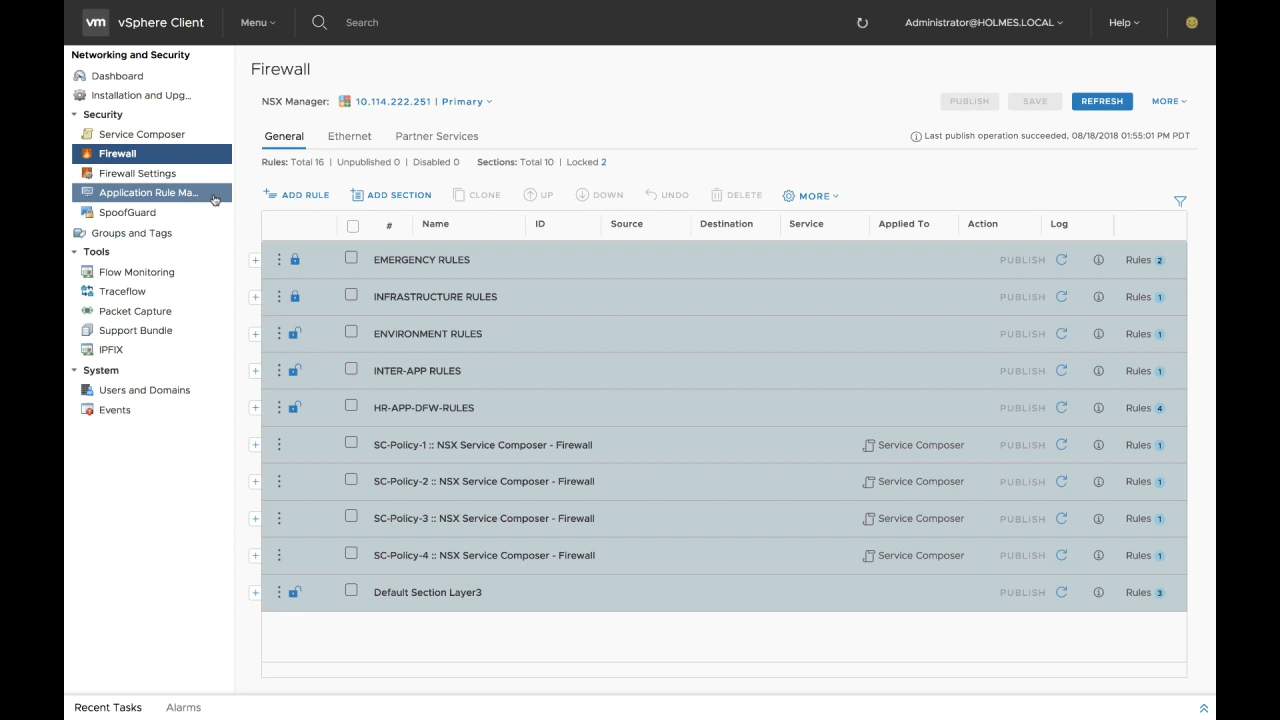 vm vSphere Client Menu Search Administrator@HOLMES.LOCAL Help
Networking and Security
Dashboard
Installation and Upg...
Security
Service Composer
Firewall
Firewall Settings
Application Rule Ma...
SpoofGuard
Groups and Tags
Tools
Flow Monitoring
Traceflow
Packet Capture
Support Bundle
IPFIX
System
Users and Domains
Events
Firewall
NSX Manager: 10.114.222.251 | Primary PUBLISH SAVE REFRESH MORE
General Ethernet Partner Services Last publish operation succeeded, 08/18/2018 01:55:01 PM PDT
Rules: Total 16 | Unpublished 0 | Disabled 0 Sections: Total 10 | Locked 2
ADD RULE ADD SECTION CLONE UP DOWN UNDO DELETE MORE
# Name ID Source Destination Service Applied To Action Log
EMERGENCY RULES PUBLISH Rules 2
INFRASTRUCTURE RULES PUBLISH Rules 1
ENVIRONMENT RULES PUBLISH Rules 1
INTER-APP RULES PUBLISH Rules 1
HR-APP-DFW-RULES PUBLISH Rules 4
SC-Policy-1 :: NSX Service Composer - Firewall Service Composer PUBLISH Rules 1
SC-Policy-2 :: NSX Service Composer - Firewall Service Composer PUBLISH Rules 1
SC-Policy-3 :: NSX Service Composer - Firewall Service Composer PUBLISH Rules 1
SC-Policy-4 :: NSX Service Composer - Firewall Service Composer PUBLISH Rules 1
Default Section Layer3 PUBLISH Rules 3
Recent Tasks Alarms